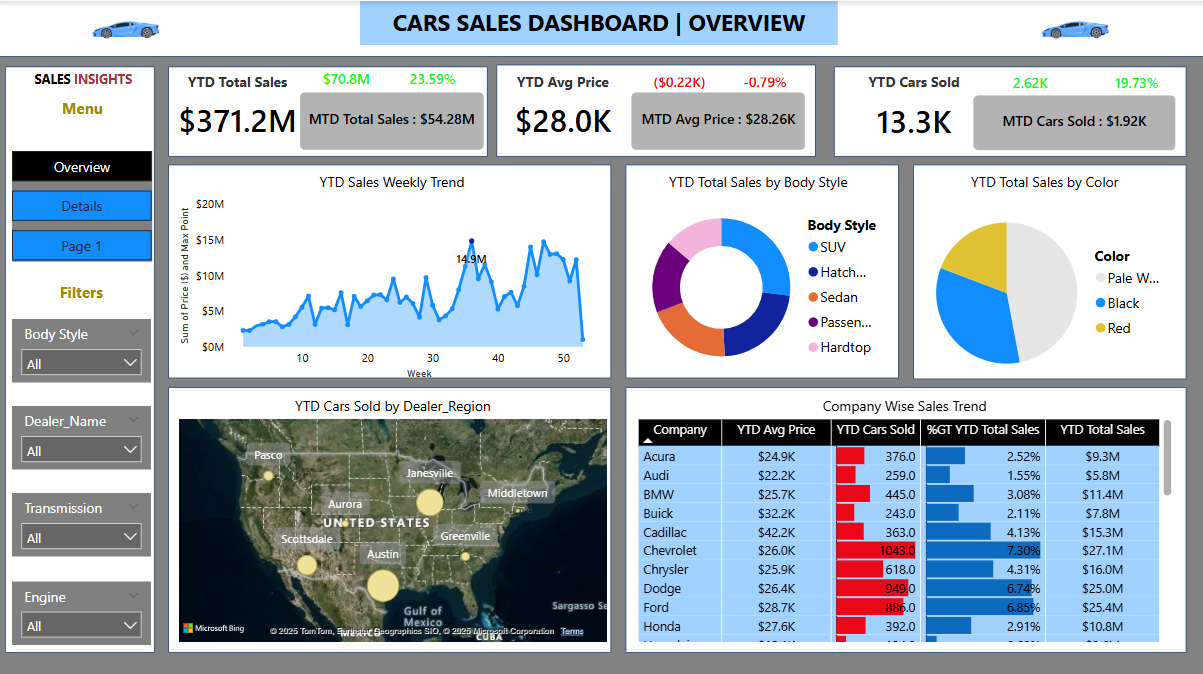 CARS SALES DASHBOARD | OVERVIEW
SALES INSIGHTS
Menu
Overview
Details
Page 1
Filters
Body Style
All
Dealer_Name
All
Transmission
All
Engine
All
YTD Total Sales
$70.8M
23.59%
$371.2M
MTD Total Sales : $54.28M
YTD Avg Price
($0.22K)
-0.79%
$28.0K
MTD Avg Price : $28.26K
YTD Cars Sold
2.62K
19.73%
13.3K
MTD Cars Sold : $1.92K
YTD Sales Weekly Trend
Sum of Price ($) and Max Point
$20M
$15M
$10M
$5M
$0M
14.9M
10 20 30 40 50
Week
YTD Total Sales by Body Style
Body Style
SUV
Hatch...
Sedan
Passen...
Hardtop
YTD Total Sales by Color
Color
Pale W...
Black
Red
YTD Cars Sold by Dealer_Region
Pasco
Janesville
Middletown
Aurora
UNITED STATES
Scottsdale
Greenville
Austin
Gulf of
Mexico
Sargasso Se
MEXICO
CUBA
Microsoft Bing
© 2025 TomTom, Earthstar Geographics SIO, © 2025 Microsoft Corporation Terms
Company Wise Sales Trend
Company YTD Avg Price YTD Cars Sold %GT YTD Total Sales YTD Total Sales
Acura $24.9K 376.0 2.52% $9.3M
Audi $22.2K 259.0 1.55% $5.8M
BMW $25.7K 445.0 3.08% $11.4M
Buick $32.2K 243.0 2.11% $7.8M
Cadillac $42.2K 363.0 4.13% $15.3M
Chevrolet $26.0K 1043.0 7.30% $27.1M
Chrysler $25.9K 618.0 4.31% $16.0M
Dodge $26.4K 949.0 6.74% $25.0M
Ford $28.7K 886.0 6.85% $25.4M
Honda $27.6K 392.0 2.91% $10.8M